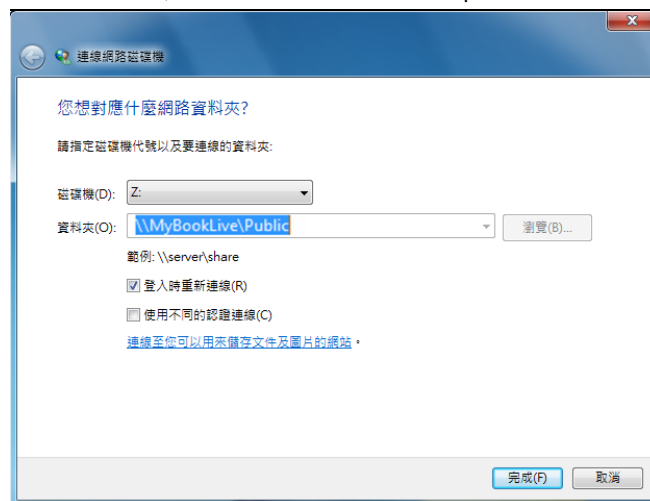 連線網路磁碟機
您想對應什麼網路資料夾?
請指定磁碟機代號以及要連線的資料夾:
磁碟機(D): Z:
資料夾(O): \\MyBookLive\Public 瀏覽(B)...
範例: \\server\share
登入時重新連線(R)
使用不同的認證連線(C)
連線至您可以用來儲存文件及圖片的網站。
完成(F) 取消